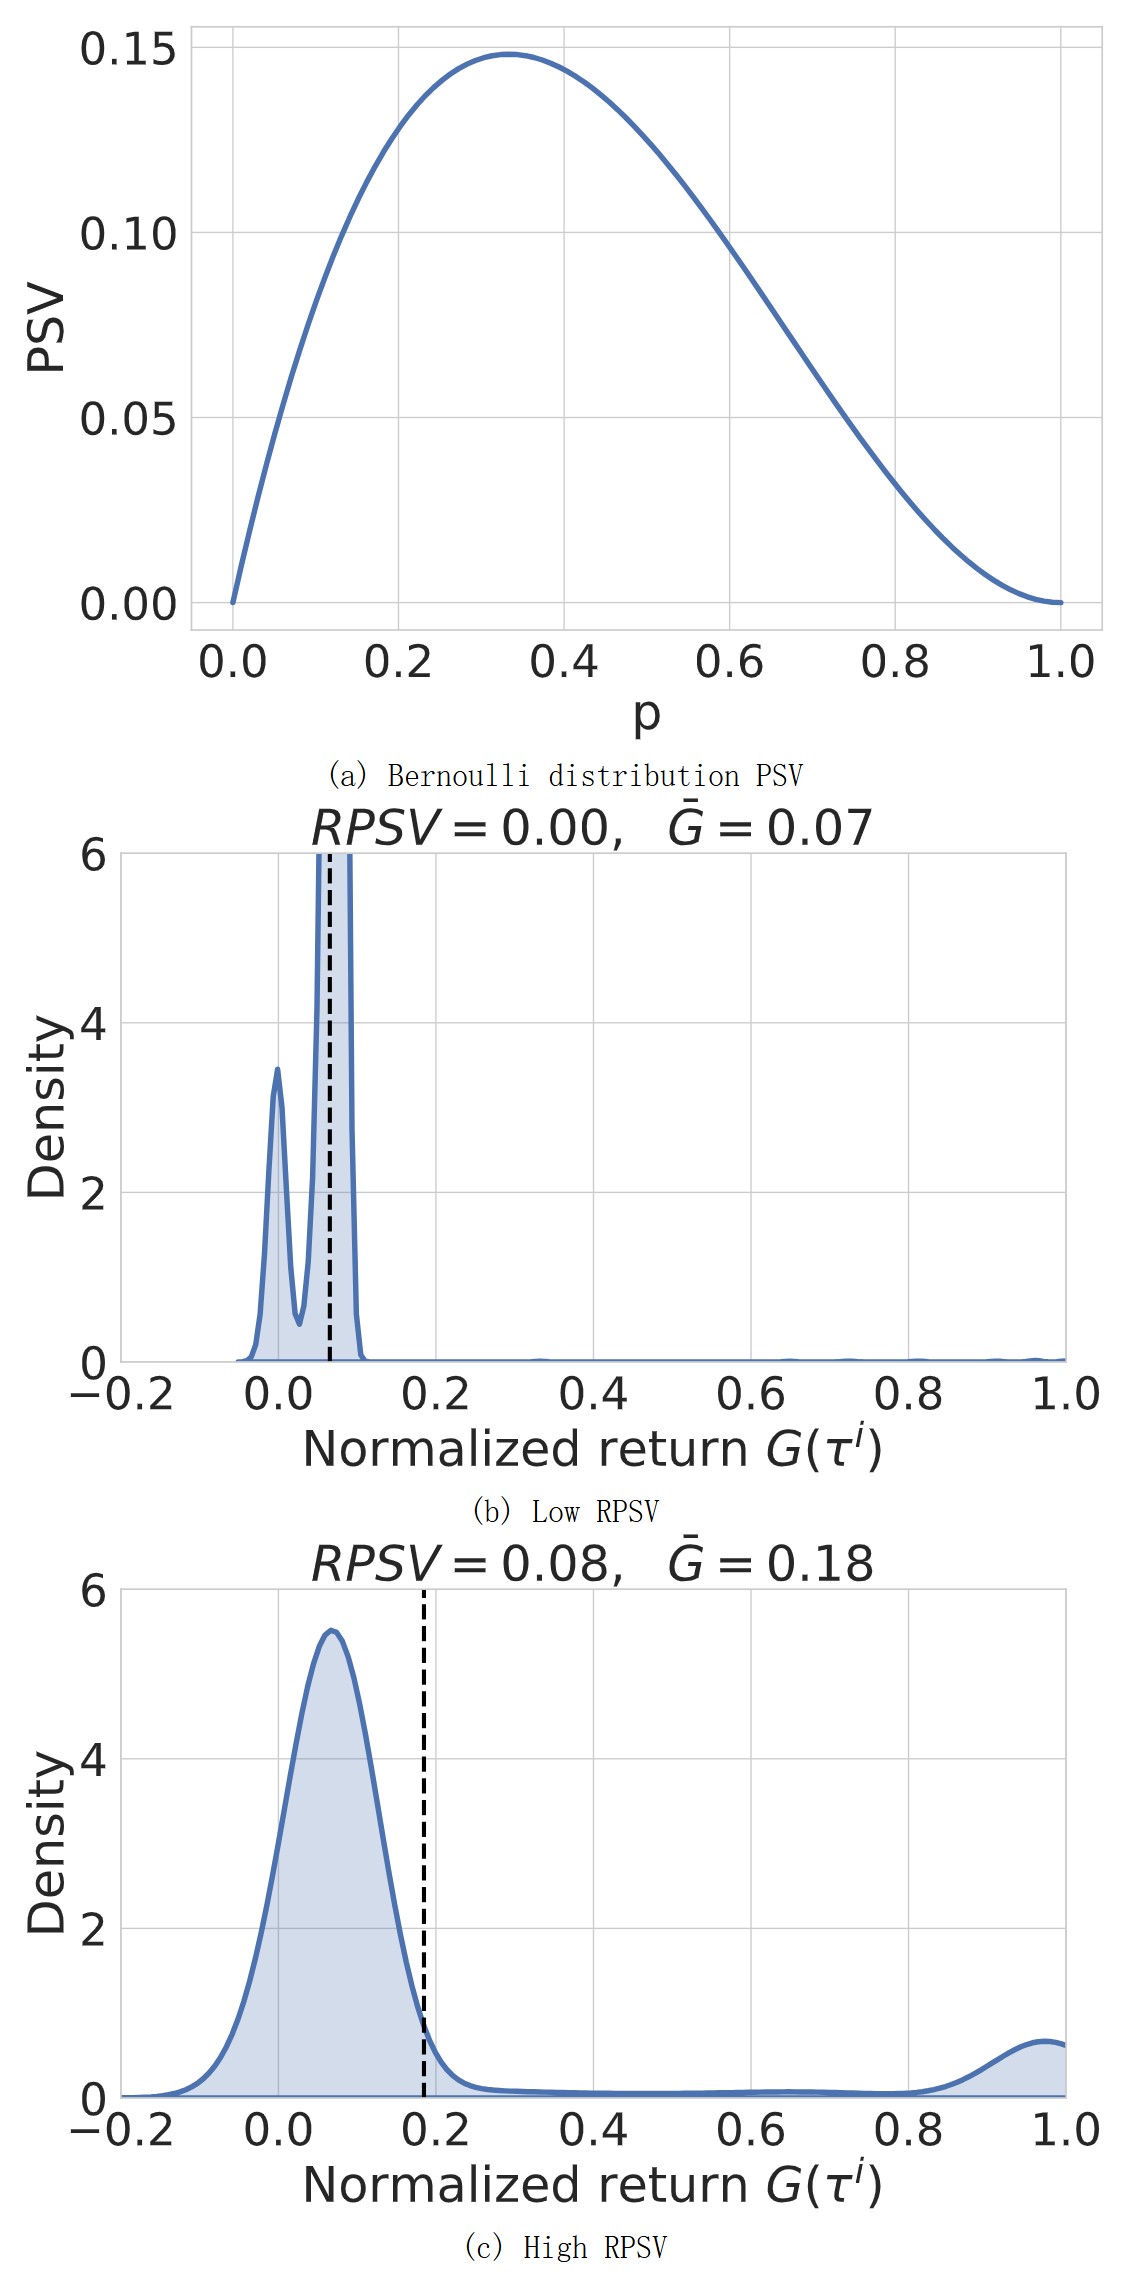 0.15
0.10
0.05
0.00
PSV
0.0 0.2 0.4 0.6 0.8 1.0
p
(a) Bernoulli distribution PSV
RPSV = 0.00, Ḡ = 0.07
6
4
2
0
Density
−0.2 0.0 0.2 0.4 0.6 0.8 1.0
Normalized return G(τⁱ)
(b) Low RPSV
RPSV = 0.08, Ḡ = 0.18
6
4
2
0
Density
−0.2 0.0 0.2 0.4 0.6 0.8 1.0
Normalized return G(τⁱ)
(c) High RPSV